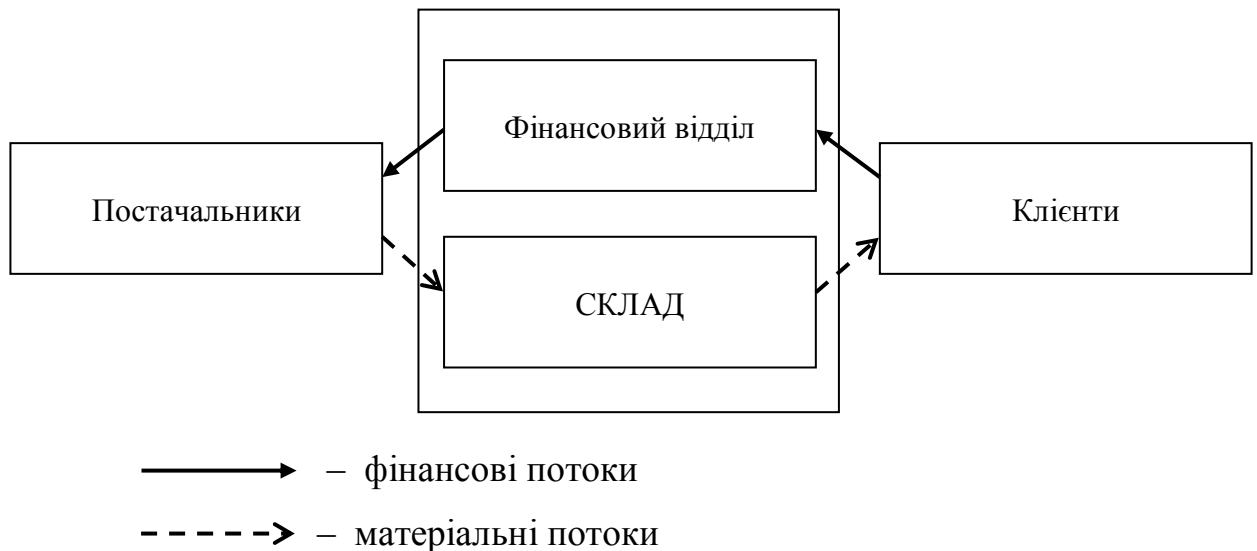 Фінансовий відділ
Постачальники
Клієнти
СКЛАД
– фінансові потоки
– матеріальні потоки